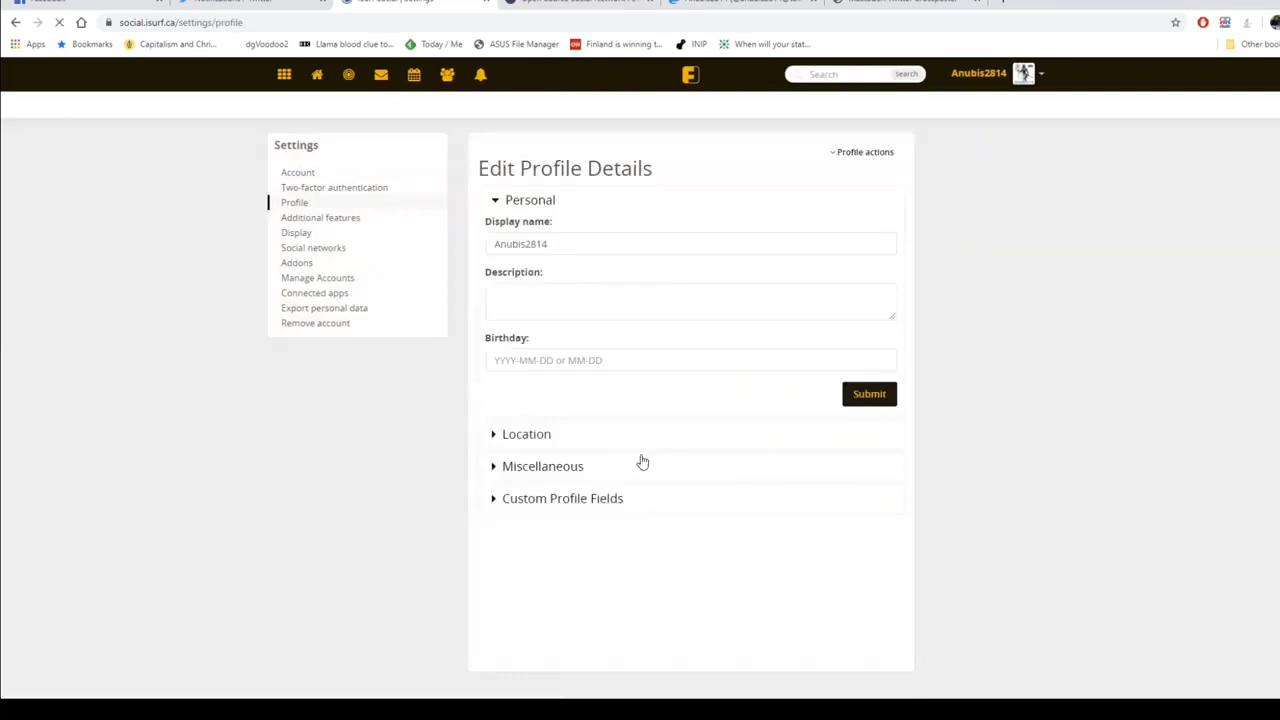 social.isurf.ca/settings/profile
Apps Bookmarks Capitalism and Chri... dgVoodoo2 Llama blood clue to... Today / Me ASUS File Manager Finland is winning t... INIP When will your stat... Other boo
Search Search Anubis2814
Settings
Account
Two-factor authentication
Profile
Additional features
Display
Social networks
Addons
Manage Accounts
Connected apps
Export personal data
Remove account
Profile actions
Edit Profile Details
Personal
Display name:
Anubis2814
Description:
Birthday:
YYYY-MM-DD or MM-DD
Submit
Location
Miscellaneous
Custom Profile Fields